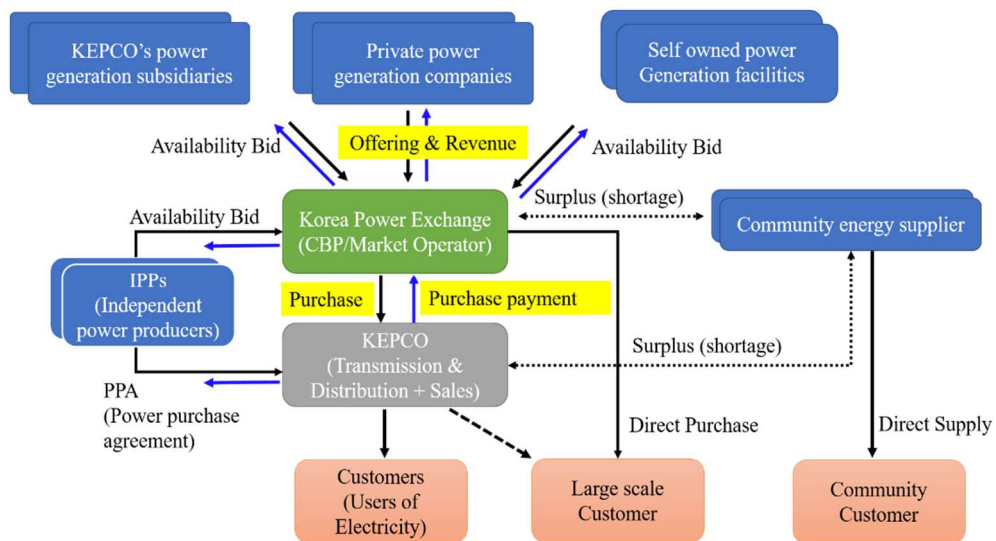 KEPCO's power
generation subsidiaries
Private power
generation companies
Self owned power
Generation facilities
Availability Bid
Offering & Revenue
Availability Bid
Surplus (shortage)
Availability Bid
Korea Power Exchange
(CBP/Market Operator)
Community energy supplier
IPPs
(Independent
power producers)
Purchase
Purchase payment
KEPCO
(Transmission &
Distribution + Sales)
Surplus (shortage)
PPA
(Power purchase
agreement)
Direct Purchase
Direct Supply
Customers
(Users of
Electricity)
Large scale
Customer
Community
Customer